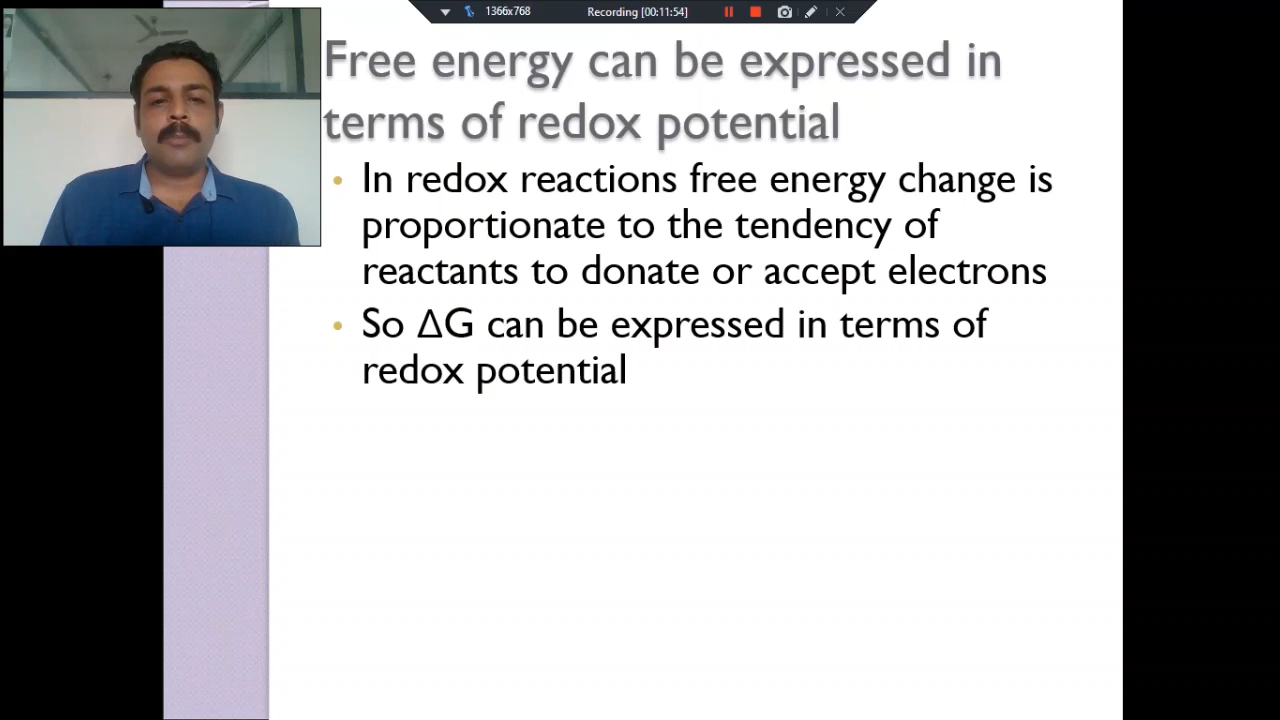 1366x768
Recording [00:11:54]
Free energy can be expressed in
terms of redox potential
• In redox reactions free energy change is
proportionate to the tendency of
reactants to donate or accept electrons
• So ΔG can be expressed in terms of
redox potential